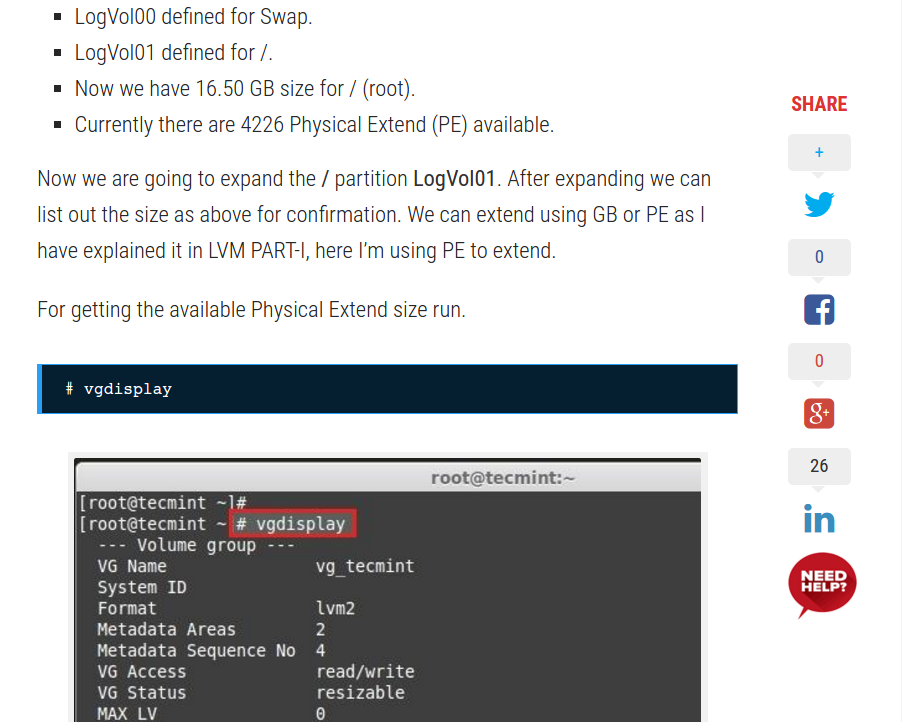 LogVol00 defined for Swap.
LogVol01 defined for /.
Now we have 16.50 GB size for / (root).
Currently there are 4226 Physical Extend (PE) available.
Now we are going to expand the / partition LogVol01. After expanding we can
list out the size as above for confirmation. We can extend using GB or PE as I
have explained it in LVM PART-I, here I’m using PE to extend.
For getting the available Physical Extend size run.
# vgdisplay
root@tecmint:~
[root@tecmint ~]#
[root@tecmint ~# vgdisplay
--- Volume group ---
VG Name vg_tecmint
System ID
Format lvm2
Metadata Areas 2
Metadata Sequence No 4
VG Access read/write
VG Status resizable
MAX LV 0
SHARE
+
0
0
g+
26
in
NEED
HELP?